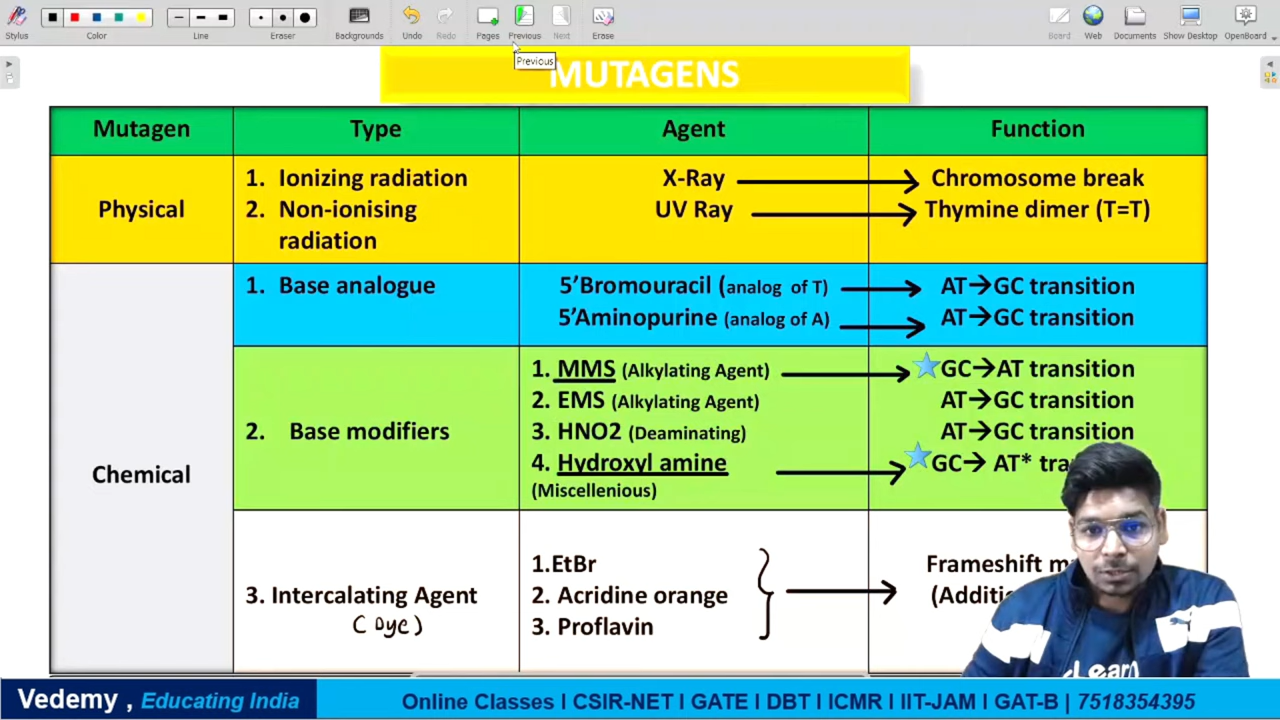 Stylus Color Line Eraser Backgrounds Undo Redo Pages Previous Next Erase Board Web Documents Show Desktop OpenBoard
Previous
MUTAGENS
Mutagen Type Agent Function
Physical
1. Ionizing radiation
2. Non-ionising
radiation
X-Ray
UV Ray
Chromosome break
Thymine dimer (T=T)
Chemical
1. Base analogue
5’Bromouracil (analog of T)
5’Aminopurine (analog of A)
AT→GC transition
AT→GC transition
2. Base modifiers
1. MMS (Alkylating Agent)
2. EMS (Alkylating Agent)
3. HNO2 (Deaminating)
4. Hydroxyl amine
(Miscellenious)
GC→AT transition
AT→GC transition
AT→GC transition
GC→ AT*
3. Intercalating Agent
(Dye)
1.EtBr
2. Acridine orange
3. Proflavin
Frameshift
Vedemy , Educating India
Online Classes I CSIR-NET I GATE I DBT I ICMR I IIT-JAM I GAT-B | 7518354395